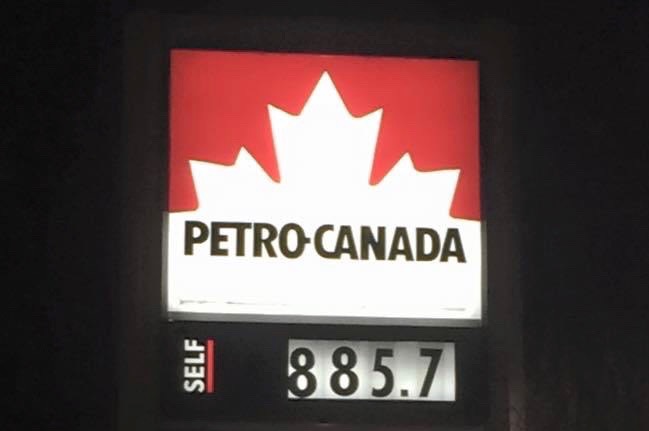 PETRO-CANADA
SELF
885.7